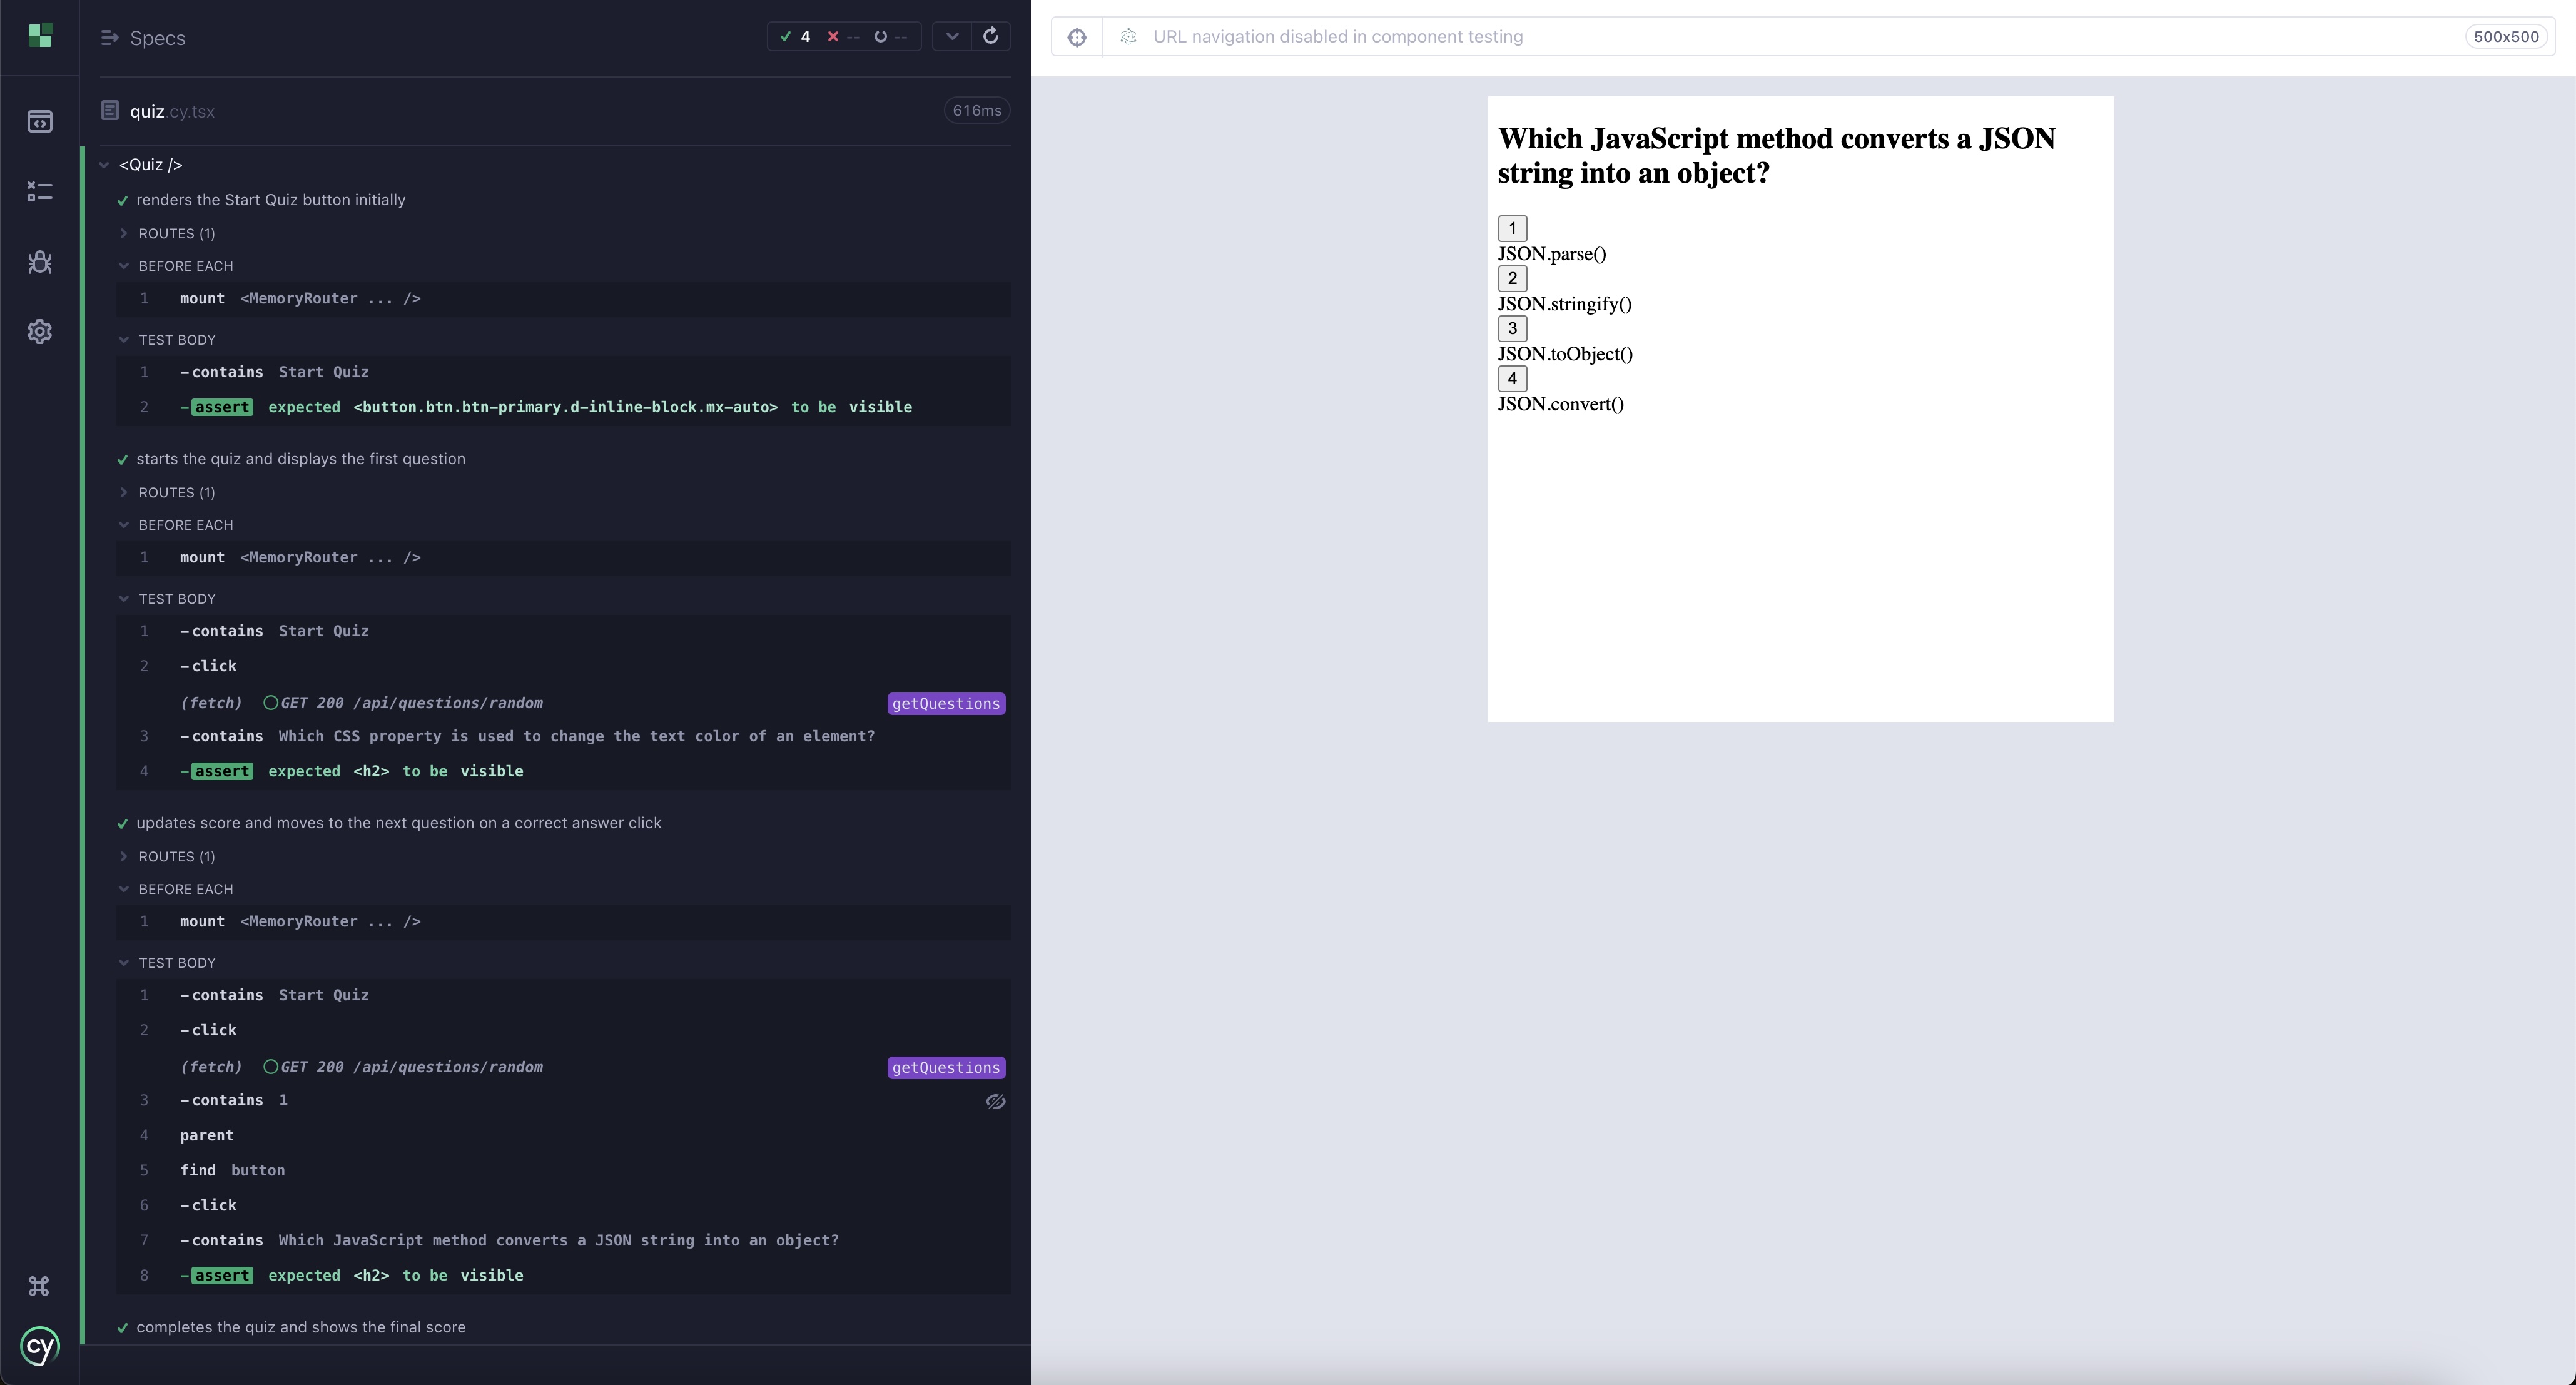 Specs
4 -- --
quiz.cy.tsx 616ms
<Quiz />
renders the Start Quiz button initially
ROUTES (1)
BEFORE EACH
1 mount <MemoryRouter ... />
TEST BODY
1 -contains Start Quiz
2 -assert expected <button.btn.btn-primary.d-inline-block.mx-auto> to be visible
starts the quiz and displays the first question
ROUTES (1)
BEFORE EACH
1 mount <MemoryRouter ... />
TEST BODY
1 -contains Start Quiz
2 -click
(fetch) GET 200 /api/questions/random getQuestions
3 -contains Which CSS property is used to change the text color of an element?
4 -assert expected <h2> to be visible
updates score and moves to the next question on a correct answer click
ROUTES (1)
BEFORE EACH
1 mount <MemoryRouter ... />
TEST BODY
1 -contains Start Quiz
2 -click
(fetch) GET 200 /api/questions/random getQuestions
3 -contains 1
4 parent
5 find button
6 -click
7 -contains Which JavaScript method converts a JSON string into an object?
8 -assert expected <h2> to be visible
completes the quiz and shows the final score
cy
URL navigation disabled in component testing 500x500
Which JavaScript method converts a JSON
string into an object?
1
JSON.parse()
2
JSON.stringify()
3
JSON.toObject()
4
JSON.convert()